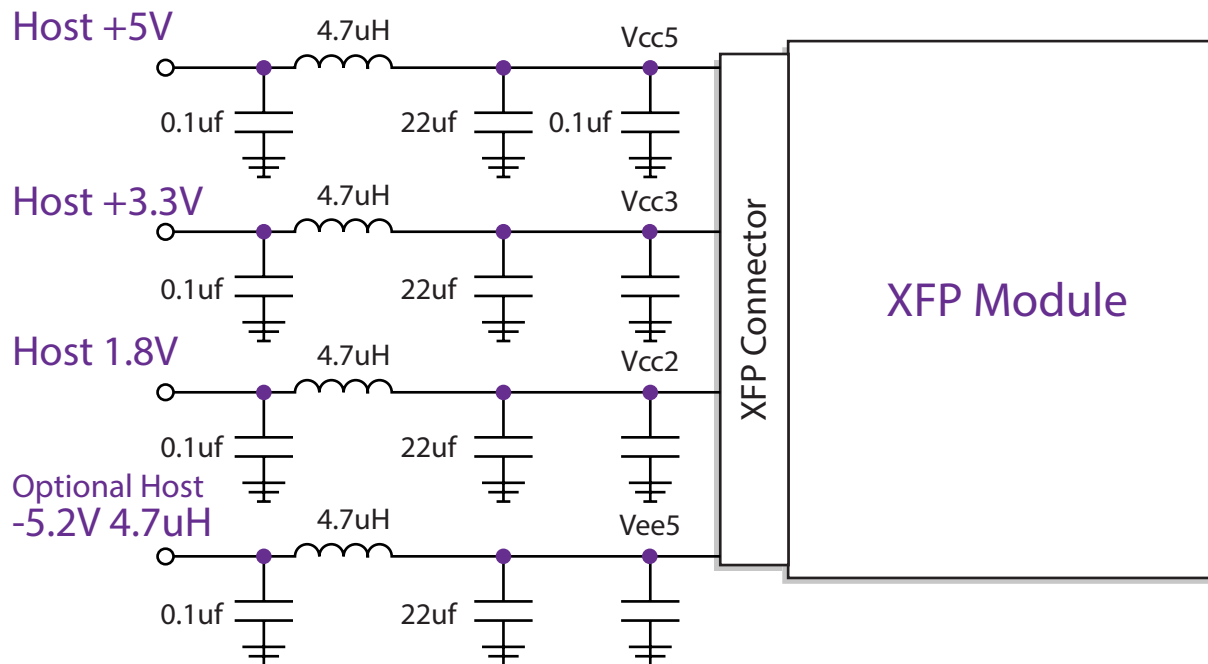 Host +5V
4.7uH
Vcc5
0.1uf
22uf
0.1uf
Host +3.3V
4.7uH
Vcc3
0.1uf
22uf
Host 1.8V
4.7uH
Vcc2
0.1uf
22uf
Optional Host
-5.2V 4.7uH
4.7uH
Vee5
0.1uf
22uf
XFP Connector
XFP Module